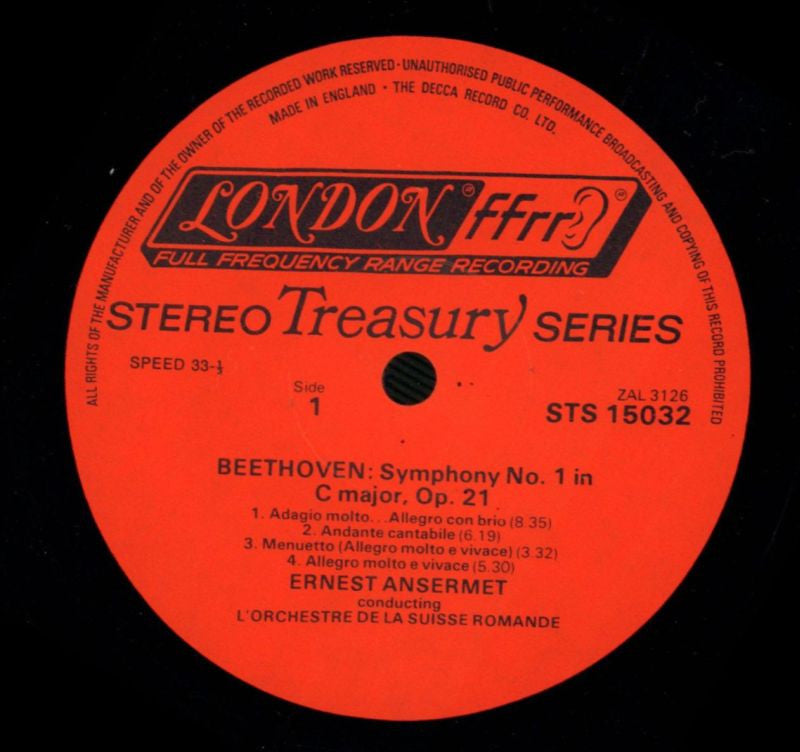 ALL RIGHTS OF THE MANUFACTURER AND OF THE OWNER OF THE RECORDED WORK RESERVED · UNAUTHORISED PUBLIC PERFORMANCE BROADCASTING AND COPYING OF THIS RECORD PROHIBITED
MADE IN ENGLAND · THE DECCA RECORD CO. LTD.
LONDON ® ffrr ®
FULL FREQUENCY RANGE RECORDING
STEREO Treasury SERIES
SPEED 33-⅓
Side
1
ZAL 3126
STS 15032
BEETHOVEN: Symphony No. 1 in
C major, Op. 21
1. Adagio molto...Allegro con brio (8.35)
2. Andante cantabile (6.19)
3. Menuetto (Allegro molto e vivace) (3.32)
4. Allegro molto e vivace (5.30)
ERNEST ANSERMET
conducting
L'ORCHESTRE DE LA SUISSE ROMANDE